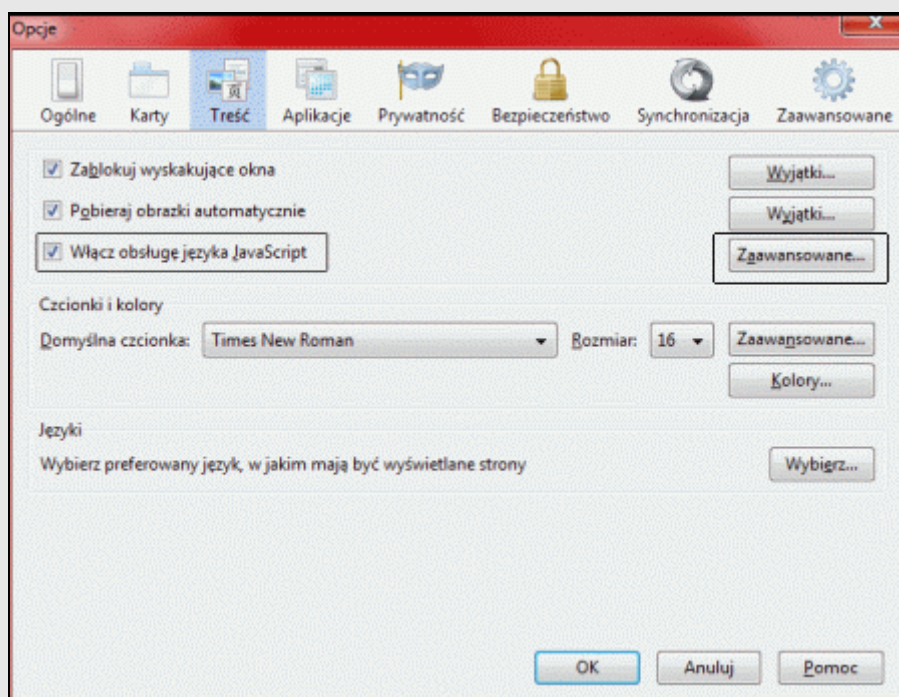 Opcje
Ogólne Karty Treść Aplikacje Prywatność Bezpieczeństwo Synchronizacja Zaawansowane
Zablokuj wyskakujące okna Wyjątki...
Pobieraj obrazki automatycznie Wyjątki...
Włącz obsługę języka JavaScript Zaawansowane...
Czcionki i kolory
Domyślna czcionka: Times New Roman Rozmiar: 16 Zaawansowane...
Kolory...
Języki
Wybierz preferowany język, w jakim mają być wyświetlane strony Wybierz...
OK Anuluj Pomoc